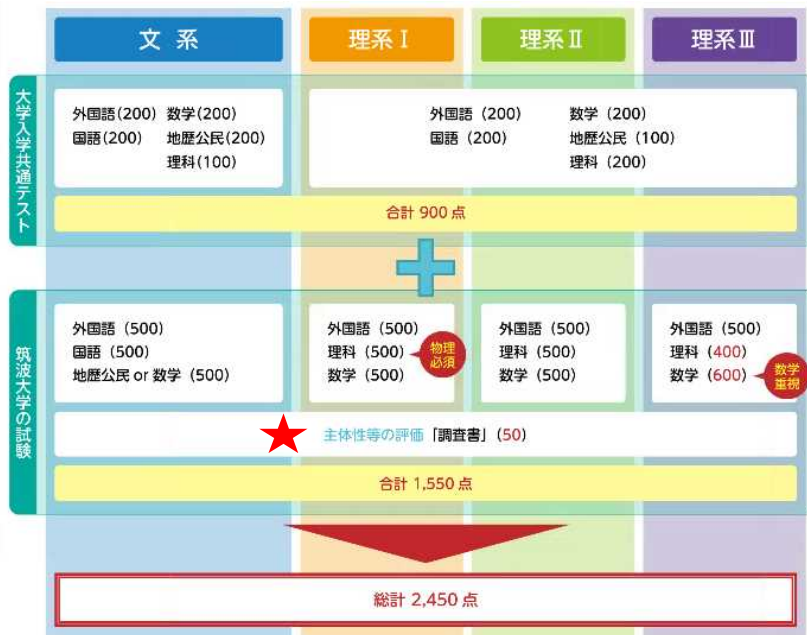 文 系
理系Ⅰ
理系Ⅱ
理系Ⅲ
大学入学共通テスト
外国語(200) 数学(200)
国語(200) 地歴公民(200)
理科(100)
外国語(200) 数学(200)
国語(200) 地歴公民(100)
理科(200)
合計 900 点
筑波大学の試験
外国語(500)
国語(500)
地歴公民 or 数学(500)
外国語(500)
理科(500)
数学(500)
物理
必須
外国語(500)
理科(500)
数学(500)
外国語(500)
理科(400)
数学(600)
数学
重視
主体性等の評価「調査書」(50)
合計 1,550 点
総計 2,450 点